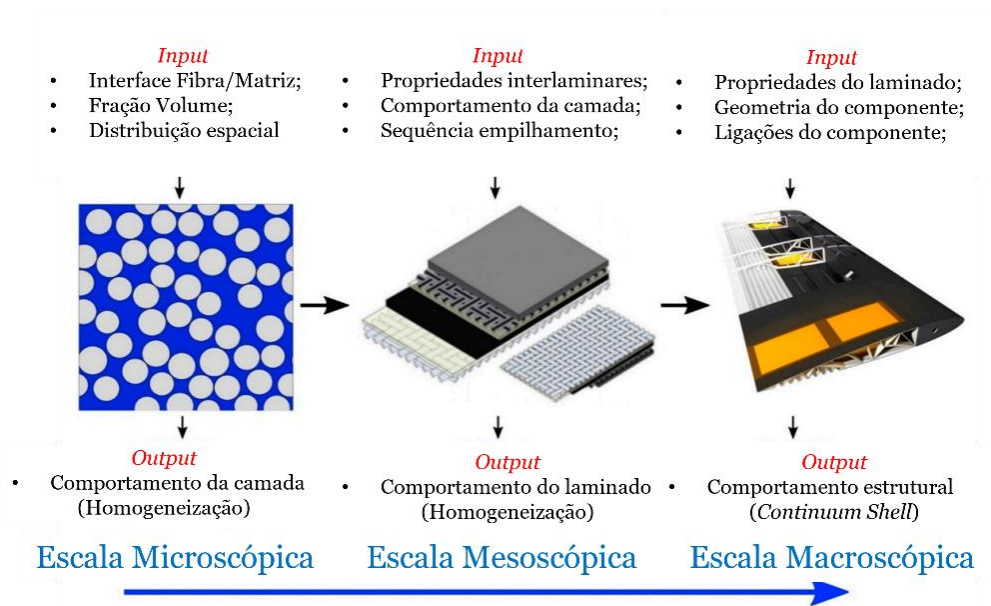 Input
• Interface Fibra/Matriz;
• Fração Volume;
• Distribuição espacial
Input
• Propriedades interlaminares;
• Comportamento da camada;
• Sequência empilhamento;
Input
• Propriedades do laminado;
• Geometria do componente;
• Ligações do componente;
Output
• Comportamento da camada
(Homogeneização)
Output
• Comportamento do laminado
(Homogeneização)
Output
• Comportamento estrutural
(Continuum Shell)
Escala Microscópica
Escala Mesoscópica
Escala Macroscópica